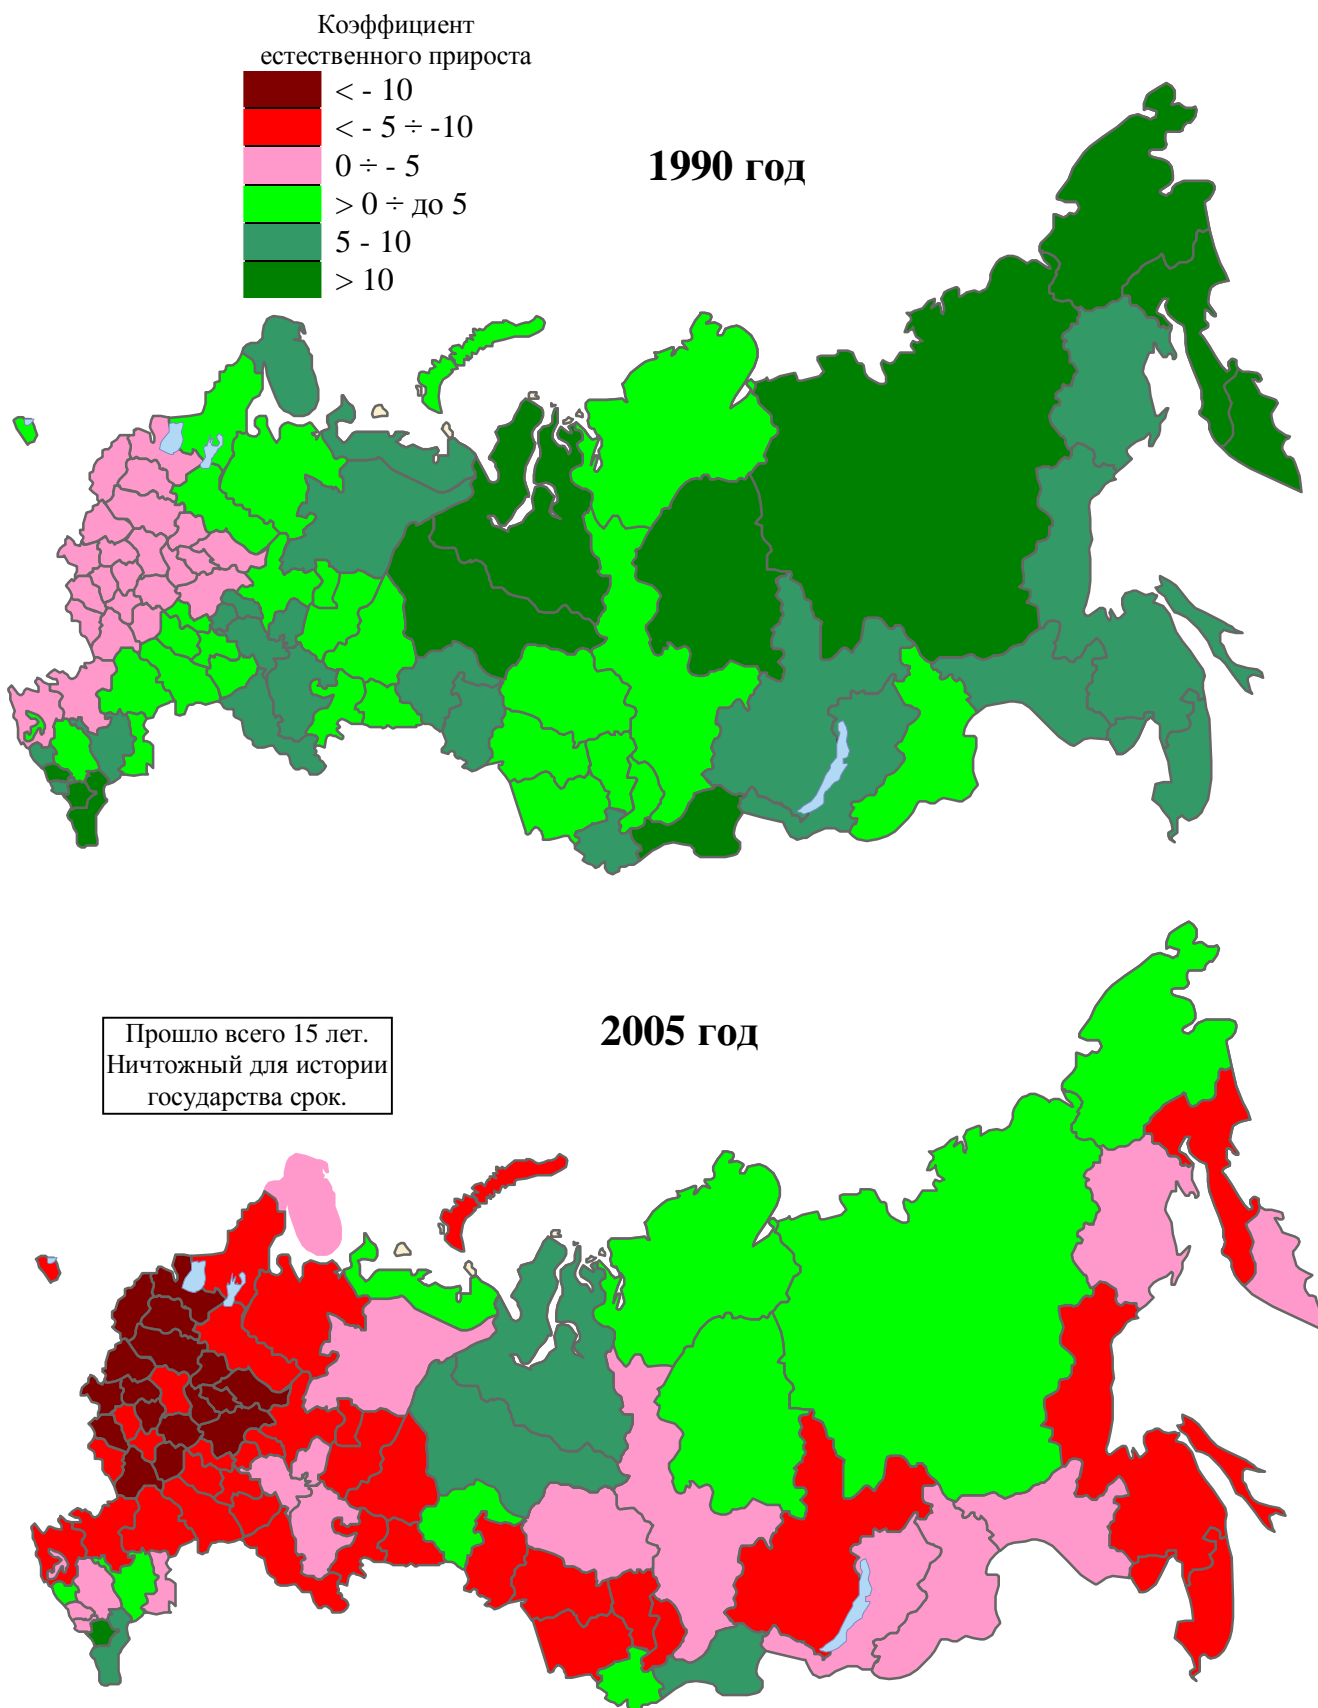 Коэффициент
естественного прироста
< - 10
< - 5 ÷ -10
0 ÷ - 5
> 0 ÷ до 5
5 - 10
> 10
1990 год
2005 год
Прошло всего 15 лет.
Ничтожный для истории
государства срок.